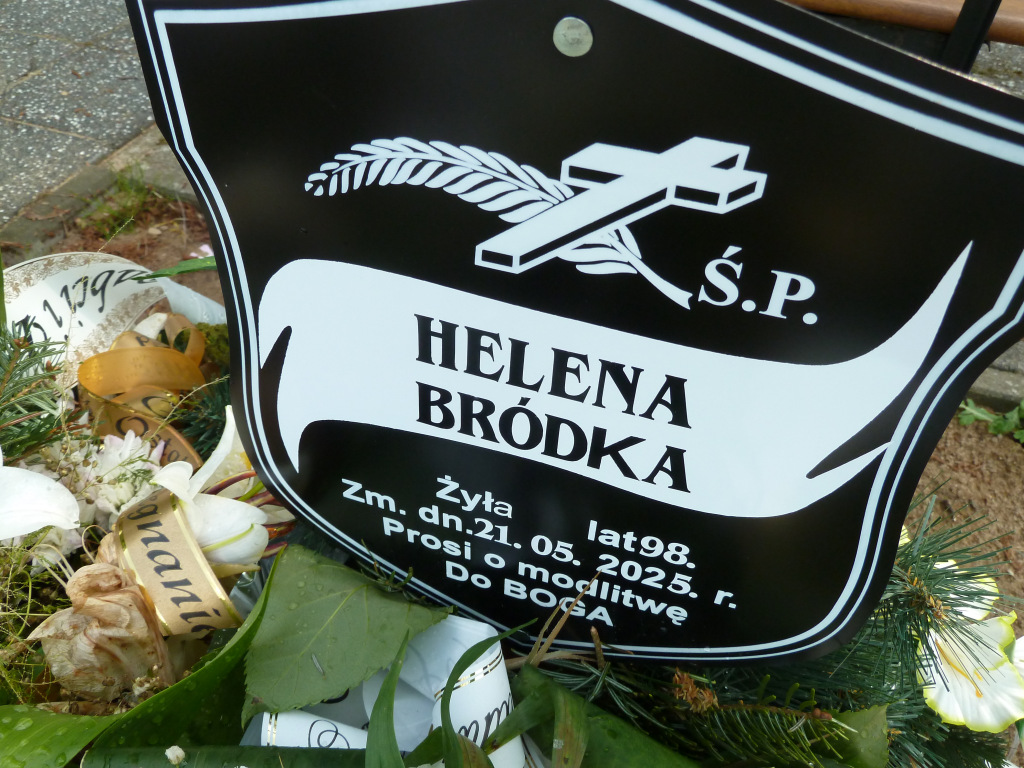 Ś.P.
HELENA
BRÓDKA
Żyła lat98.
Zm. dn.21. 05. 2025. r.
Prosi o modlitwę
Do BOGA